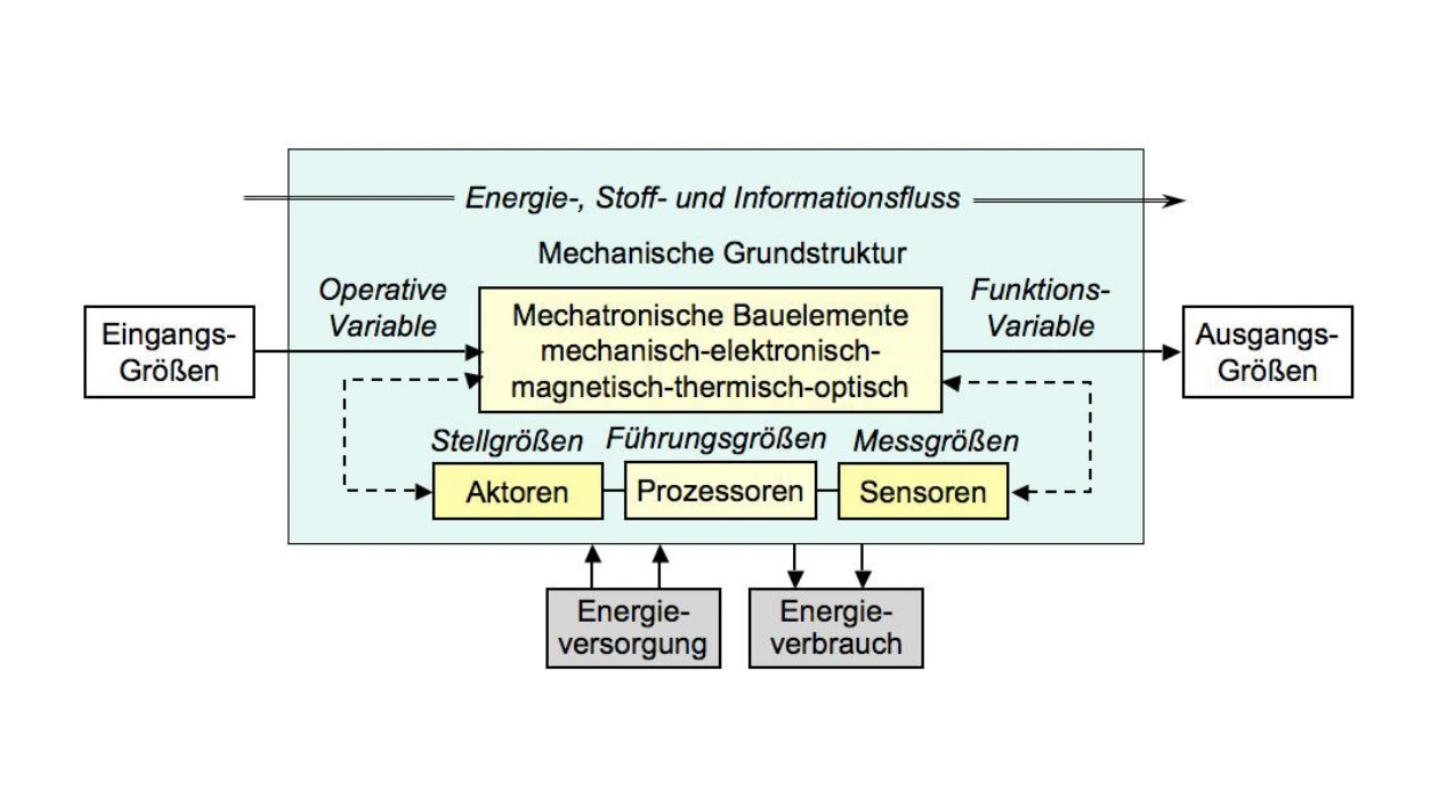 Energie-, Stoff- und Informationsfluss
Mechanische Grundstruktur
Eingangs-
Größen
Operative
Variable
Mechatronische Bauelemente
mechanisch-elektronisch-
magnetisch-thermisch-optisch
Funktions-
Variable
Ausgangs-
Größen
Stellgrößen
Führungsgrößen
Messgrößen
Aktoren
Prozessoren
Sensoren
Energie-
versorgung
Energie-
verbrauch